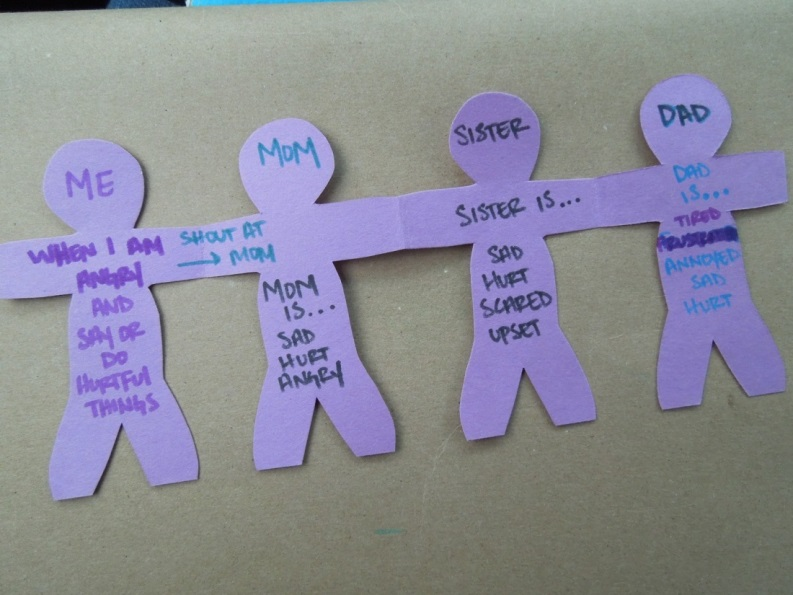 ME
WHEN I AM
ANGRY
AND
SAY OR
DO
HURTFUL
THINGS
SHOUT AT
→ MOM
MOM
MOM
IS...
SAD
HURT
ANGRY
SISTER
SISTER IS...
SAD
HURT
SCARED
UPSET
DAD
DAD
IS...
TIRED
ANNOYED
SAD
HURT